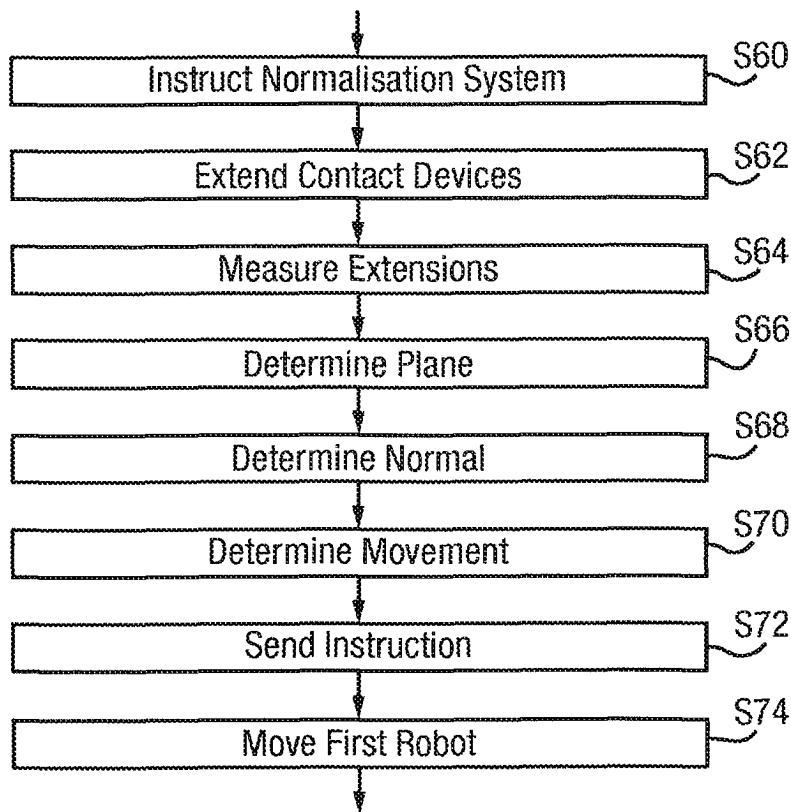 S60
Instruct Normalisation System
S62
Extend Contact Devices
S64
Measure Extensions
S66
Determine Plane
S68
Determine Normal
S70
Determine Movement
S72
Send Instruction
S74
Move First Robot